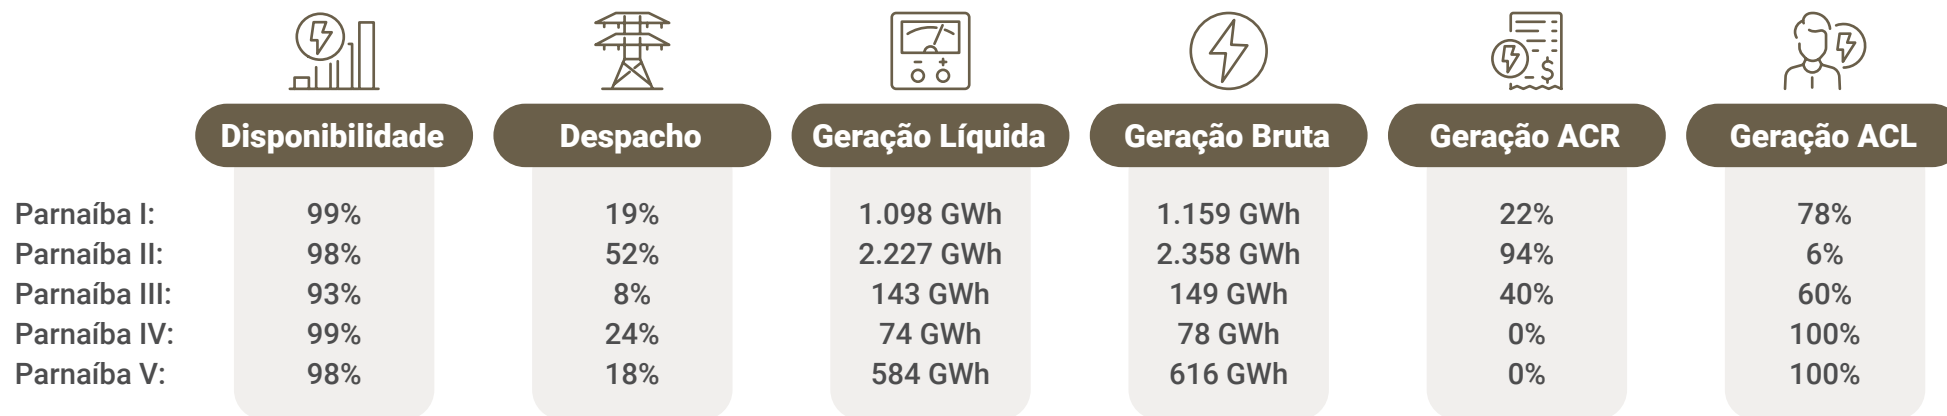 Disponibilidade Despacho Geração Líquida Geração Bruta Geração ACR Geração ACL
Parnaíba I: 99% 19% 1.098 GWh 1.159 GWh 22% 78%
Parnaíba II: 98% 52% 2.227 GWh 2.358 GWh 94% 6%
Parnaíba III: 93% 8% 143 GWh 149 GWh 40% 60%
Parnaíba IV: 99% 24% 74 GWh 78 GWh 0% 100%
Parnaíba V: 98% 18% 584 GWh 616 GWh 0% 100%